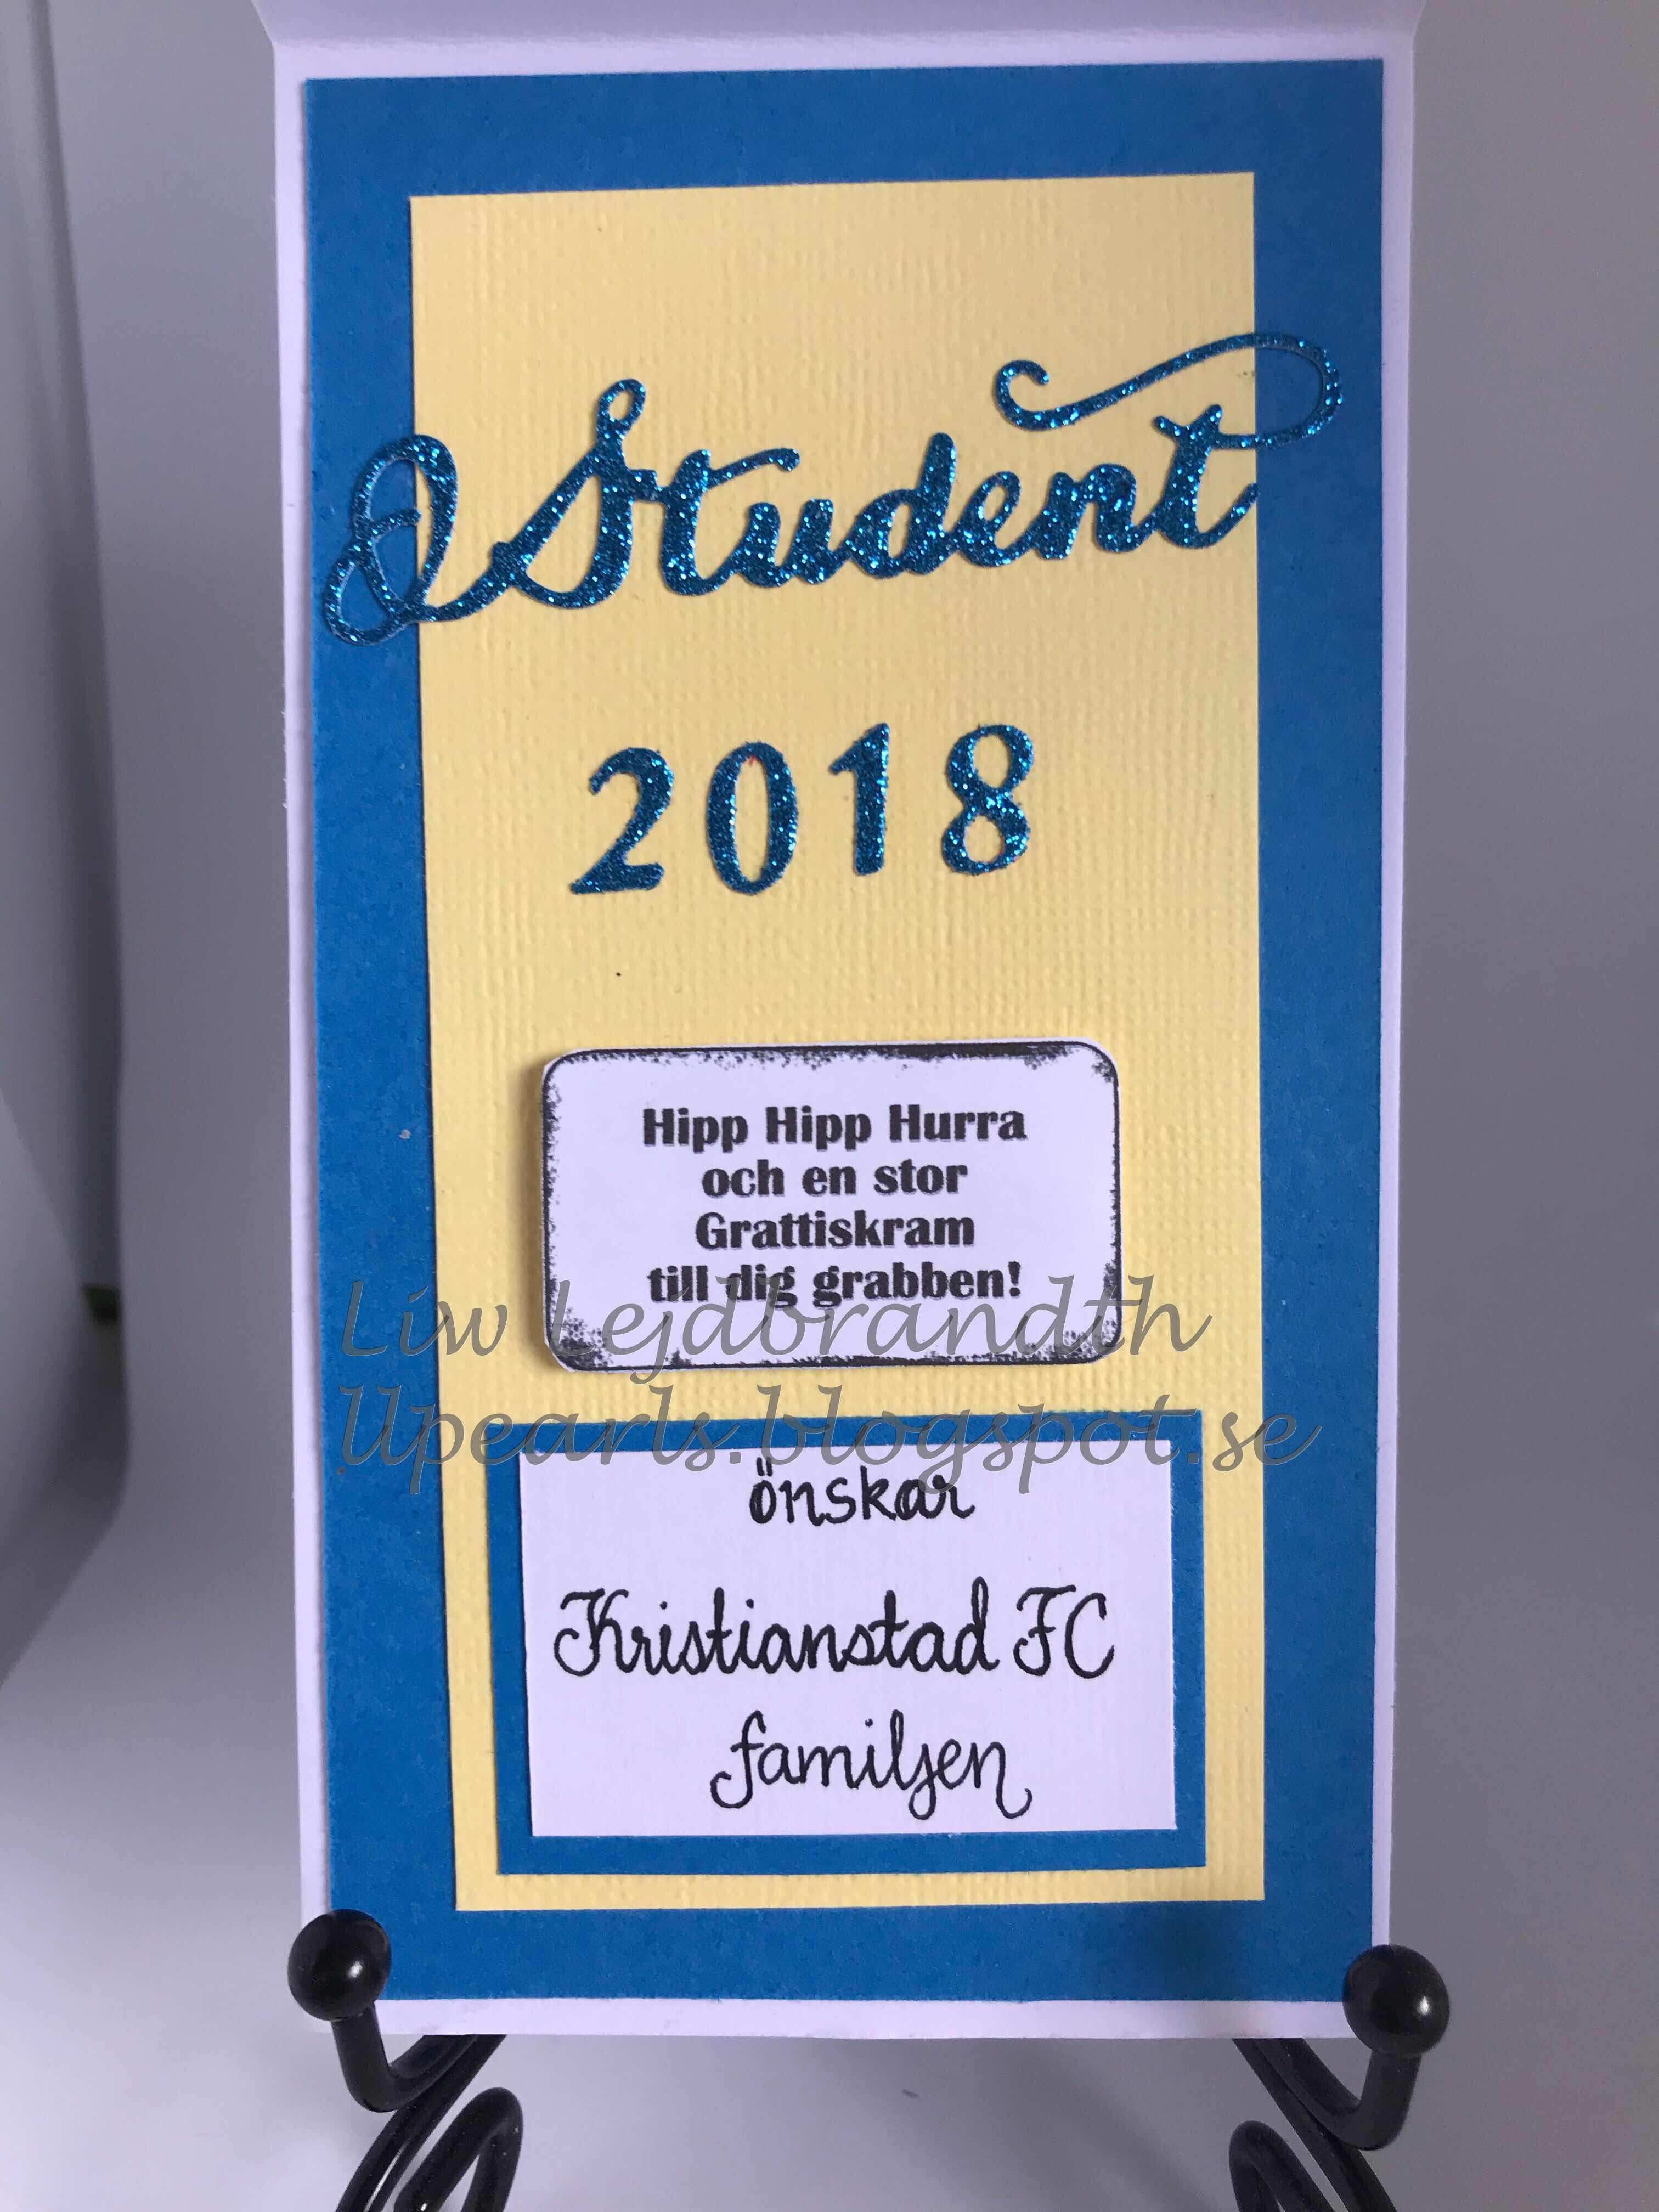 Student
2018
Hipp Hipp Hurra
och en stor
Grattiskram
till dig grabben!
Liw Lejdbrandth
llpearls.blogspot.se
önskar
Kristianstad FC
familjen